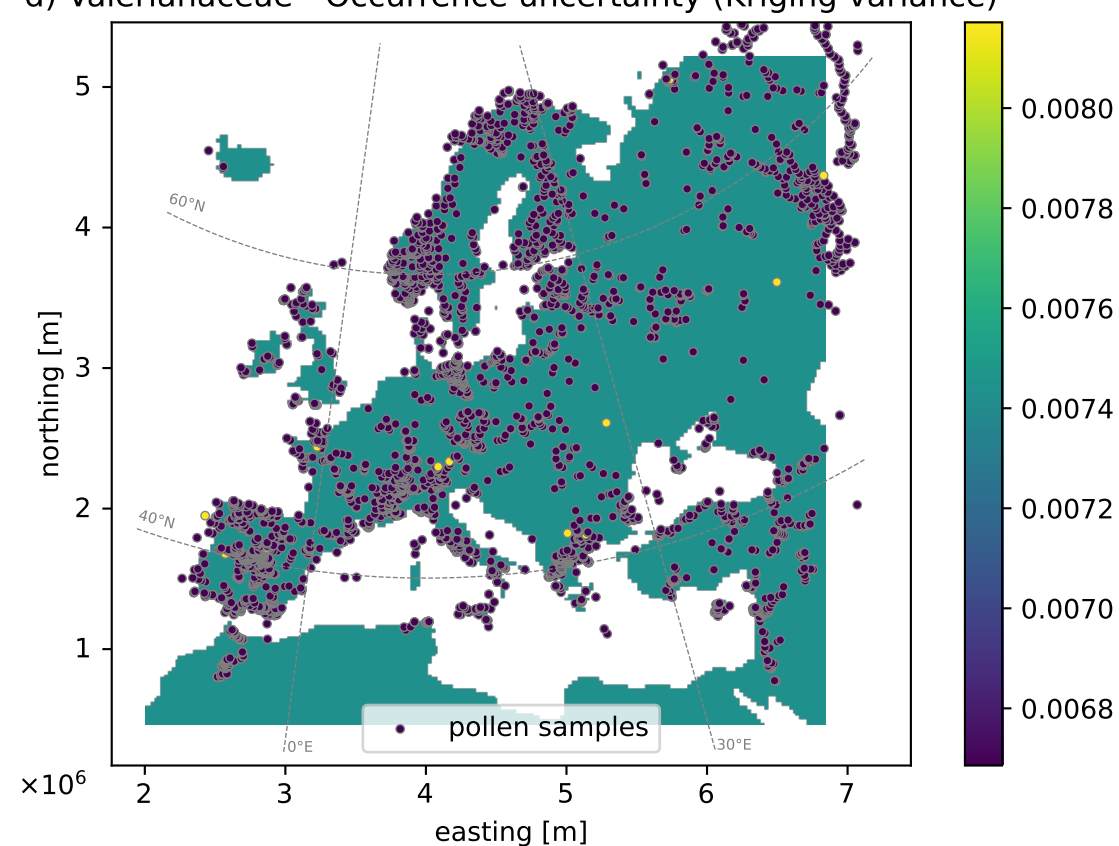 d) Valerianaceae - Occurrence uncertainty (Kriging variance)
northing [m]
5
4
3
2
1
60°N
40°N
0°E
30°E
pollen samples
×10⁶
2 3 4 5 6 7
easting [m]
0.0080
0.0078
0.0076
0.0074
0.0072
0.0070
0.0068